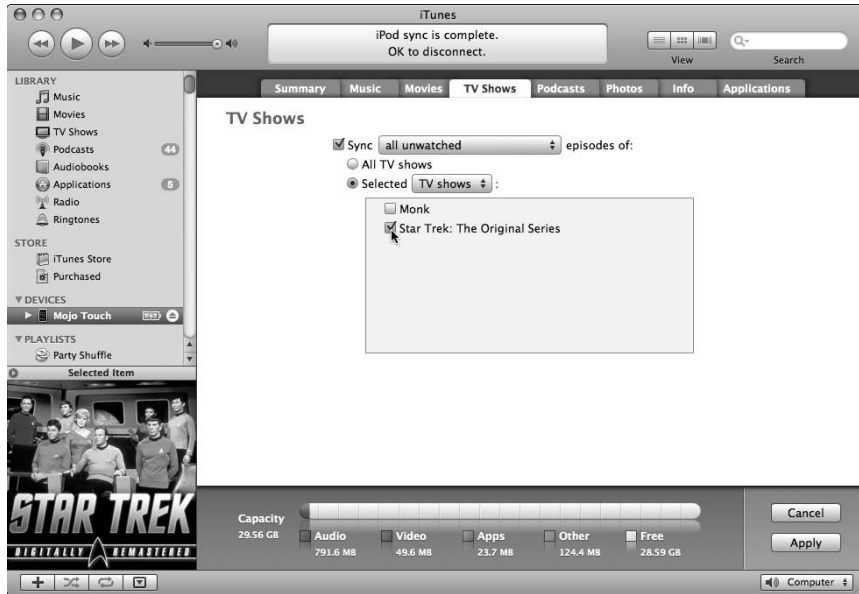 iTunes
iPod sync is complete.
OK to disconnect.
View
Search
LIBRARY
Music
Movies
TV Shows
Podcasts 44
Audiobooks
Applications 5
Radio
Ringtones
STORE
iTunes Store
Purchased
DEVICES
Mojo Touch
PLAYLISTS
Party Shuffle
Selected Item
STAR TREK
DIGITALLY REMASTERED
Summary Music Movies TV Shows Podcasts Photos Info Applications
TV Shows
Sync all unwatched episodes of:
All TV shows
Selected TV shows :
Monk
Star Trek: The Original Series
Capacity
29.56 GB
Audio
791.6 MB
Video
49.6 MB
Apps
23.7 MB
Other
124.4 MB
Free
28.59 GB
Cancel
Apply
Computer